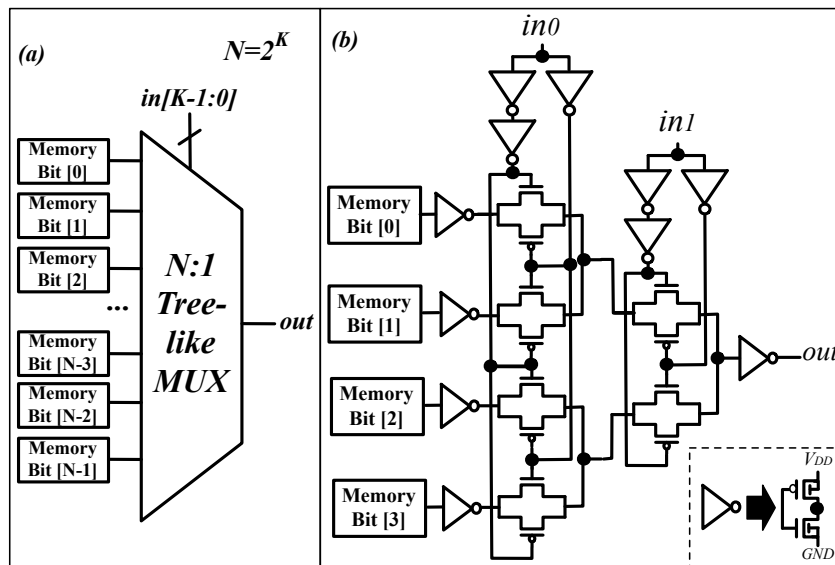 (a)
N=2^K
in[K-1:0]
Memory
Bit [0]
Memory
Bit [1]
Memory
Bit [2]
...
Memory
Bit [N-3]
Memory
Bit [N-2]
Memory
Bit [N-1]
N:1
Tree-
like
MUX
out
(b)
in0
in1
Memory
Bit [0]
Memory
Bit [1]
Memory
Bit [2]
Memory
Bit [3]
out
VDD
GND